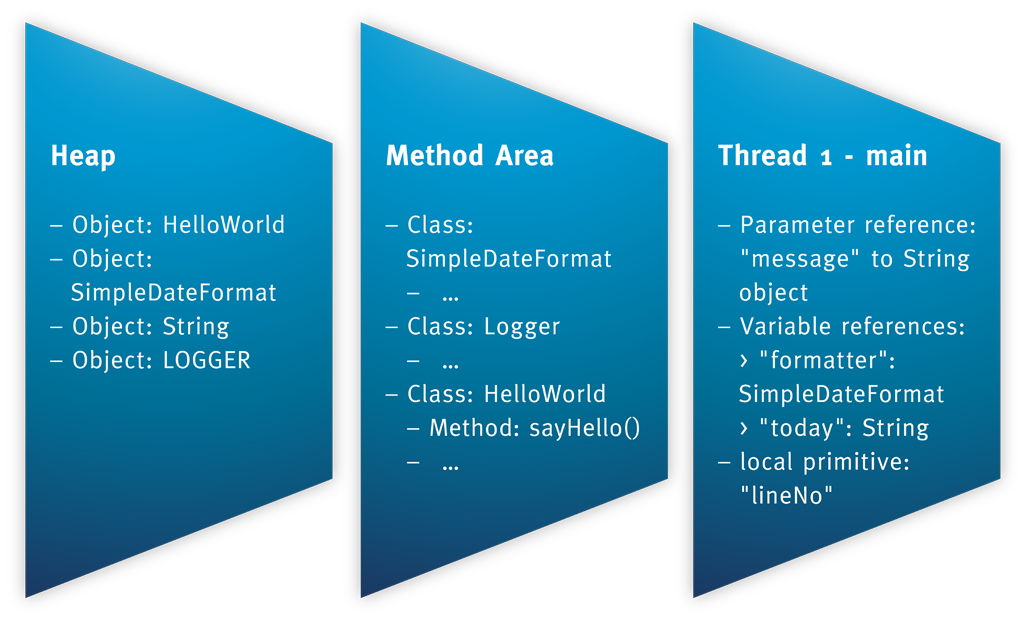 Heap
– Object: HelloWorld
– Object:
SimpleDateFormat
– Object: String
– Object: LOGGER
Method Area
– Class:
SimpleDateFormat
– ...
– Class: Logger
– ...
– Class: HelloWorld
– Method: sayHello()
– ...
Thread 1 - main
– Parameter reference:
"message" to String
object
– Variable references:
> "formatter":
SimpleDateFormat
> "today": String
– local primitive:
"lineNo"